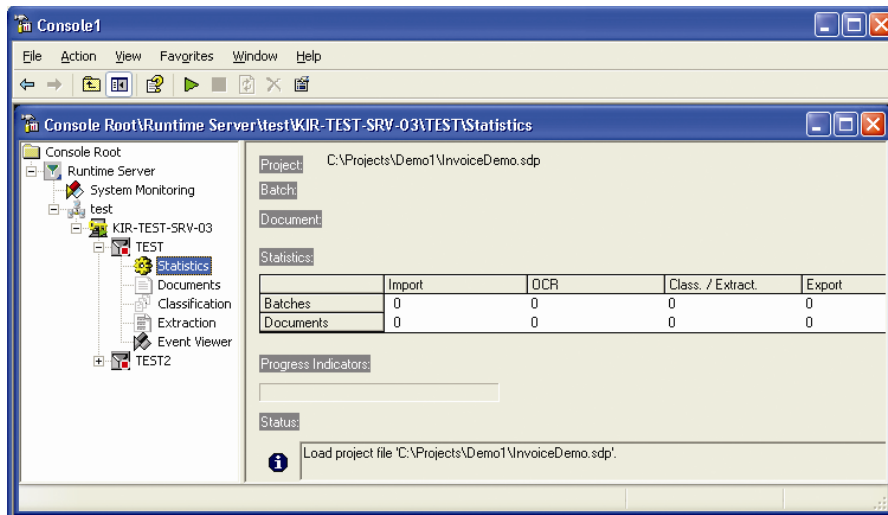 Console1
File Action View Favorites Window Help
Console Root\Runtime Server\test\KIR-TEST-SRV-03\TEST\Statistics
Console Root
Runtime Server
System Monitoring
test
KIR-TEST-SRV-03
TEST
Statistics
Documents
Classification
Extraction
Event Viewer
TEST2
Project: C:\Projects\Demo1\InvoiceDemo.sdp
Batch:
Document:
Statistics:
Import OCR Class. / Extract. Export
Batches 0 0 0 0
Documents 0 0 0 0
Progress Indicators:
Status:
Load project file 'C:\Projects\Demo1\InvoiceDemo.sdp'.